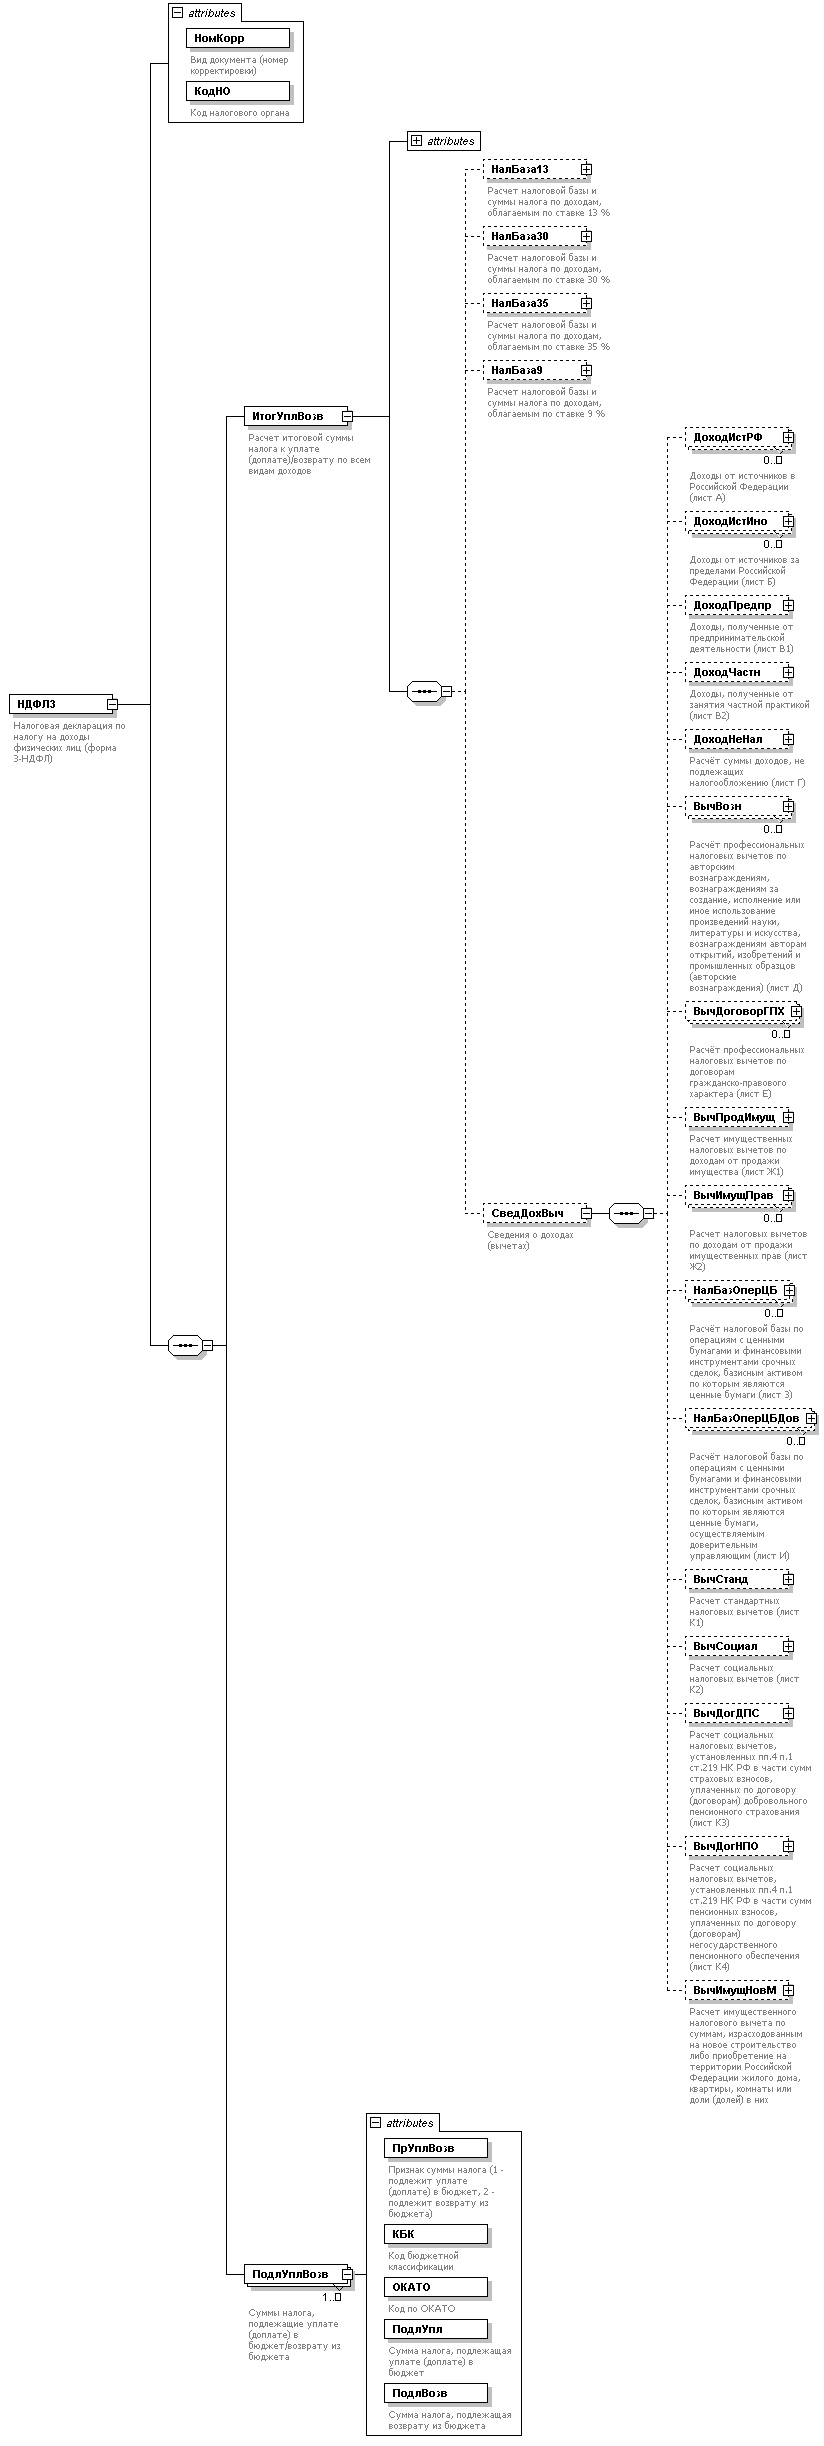 attributes
НомКорр
Вид документа (номер
корректировки)
КодНО
Код налогового органа
attributes
НалБаза13
Расчет налоговой базы и
суммы налога по доходам,
облагаемым по ставке 13 %
НалБаза30
Расчет налоговой базы и
суммы налога по доходам,
облагаемым по ставке 30 %
НалБаза35
Расчет налоговой базы и
суммы налога по доходам,
облагаемым по ставке 35 %
НалБаза9
Расчет налоговой базы и
суммы налога по доходам,
облагаемым по ставке 9 %
ИтогУплВозв
Расчет итоговой суммы
налога к уплате
(доплате)/возврату по всем
видам доходов
ДоходИстРФ
0..
Доходы от источников в
Российской Федерации
(лист А)
ДоходИстИно
0..
Доходы от источников за
пределами Российской
Федерации (лист Б)
ДоходПредпр
Доходы, полученные от
предпринимательской
деятельности (лист В1)
ДоходЧастн
Доходы, полученные от
занятия частной практикой
(лист В2)
НДФЛ3
Налоговая декларация по
налогу на доходы
физических лиц (форма
3-НДФЛ)
ДоходНеНал
Расчёт суммы доходов, не
подлежащих
налогообложению (лист Г)
ВычВозн
0..
Расчёт профессиональных
налоговых вычетов по
авторским
вознаграждениям,
вознаграждениям за
создание, исполнение или
иное использование
произведений науки,
литературы и искусства,
вознаграждениям авторам
открытий, изобретений и
промышленных образцов
(авторские
вознаграждения) (лист Д)
ВычДоговорГПХ
0..
Расчёт профессиональных
налоговых вычетов по
договорам
гражданско-правового
характера (лист Е)
ВычПродИмущ
Расчет имущественных
налоговых вычетов по
доходам от продажи
имущества (лист Ж1)
ВычИмущПрав
0..
Расчет налоговых вычетов
по доходам от продажи
имущественных прав (лист
Ж2)
СведДохВыч
Сведения о доходах
(вычетах)
НалБазОперЦБ
0..
Расчёт налоговой базы по
операциям с ценными
бумагами и финансовыми
инструментами срочных
сделок, базисным активом
по которым являются
ценные бумаги (лист З)
НалБазОперЦБДов
0..
Расчёт налоговой базы по
операциям с ценными
бумагами и финансовыми
инструментами срочных
сделок, базисным активом
по которым являются
ценные бумаги,
осуществляемым
доверительным
управляющим (лист И)
ВычСтанд
Расчет стандартных
налоговых вычетов (лист
К1)
ВычСоциал
Расчет социальных
налоговых вычетов (лист
К2)
ВычДогДПС
Расчет социальных
налоговых вычетов,
установленных пп.4 п.1
ст.219 НК РФ в части сумм
страховых взносов,
уплаченных по договору
(договорам) добровольного
пенсионного страхования
(лист К3)
ВычДогНПО
Расчет социальных
налоговых вычетов,
установленных пп.4 п.1
ст.219 НК РФ в части сумм
пенсионных взносов,
уплаченных по договору
(договорам)
негосударственного
пенсионного обеспечения
(лист К4)
ВычИмущНовМ
Расчет имущественного
налогового вычета по
суммам, израсходованным
на новое строительство
либо приобретение на
территории Российской
Федерации жилого дома,
квартиры, комнаты или
доли (долей) в них
attributes
ПрУплВозв
Признак суммы налога (1 -
подлежит уплате
(доплате) в бюджет, 2 -
подлежит возврату из
бюджета)
КБК
Код бюджетной
классификации
ПодлУплВозв
1..
Суммы налога,
подлежащие уплате
(доплате) в
бюджет/возврату из
бюджета
ОКАТО
Код по ОКАТО
ПодлУпл
Сумма налога, подлежащая
уплате (доплате) в
бюджет
ПодлВозв
Сумма налога, подлежащая
возврату из бюджета